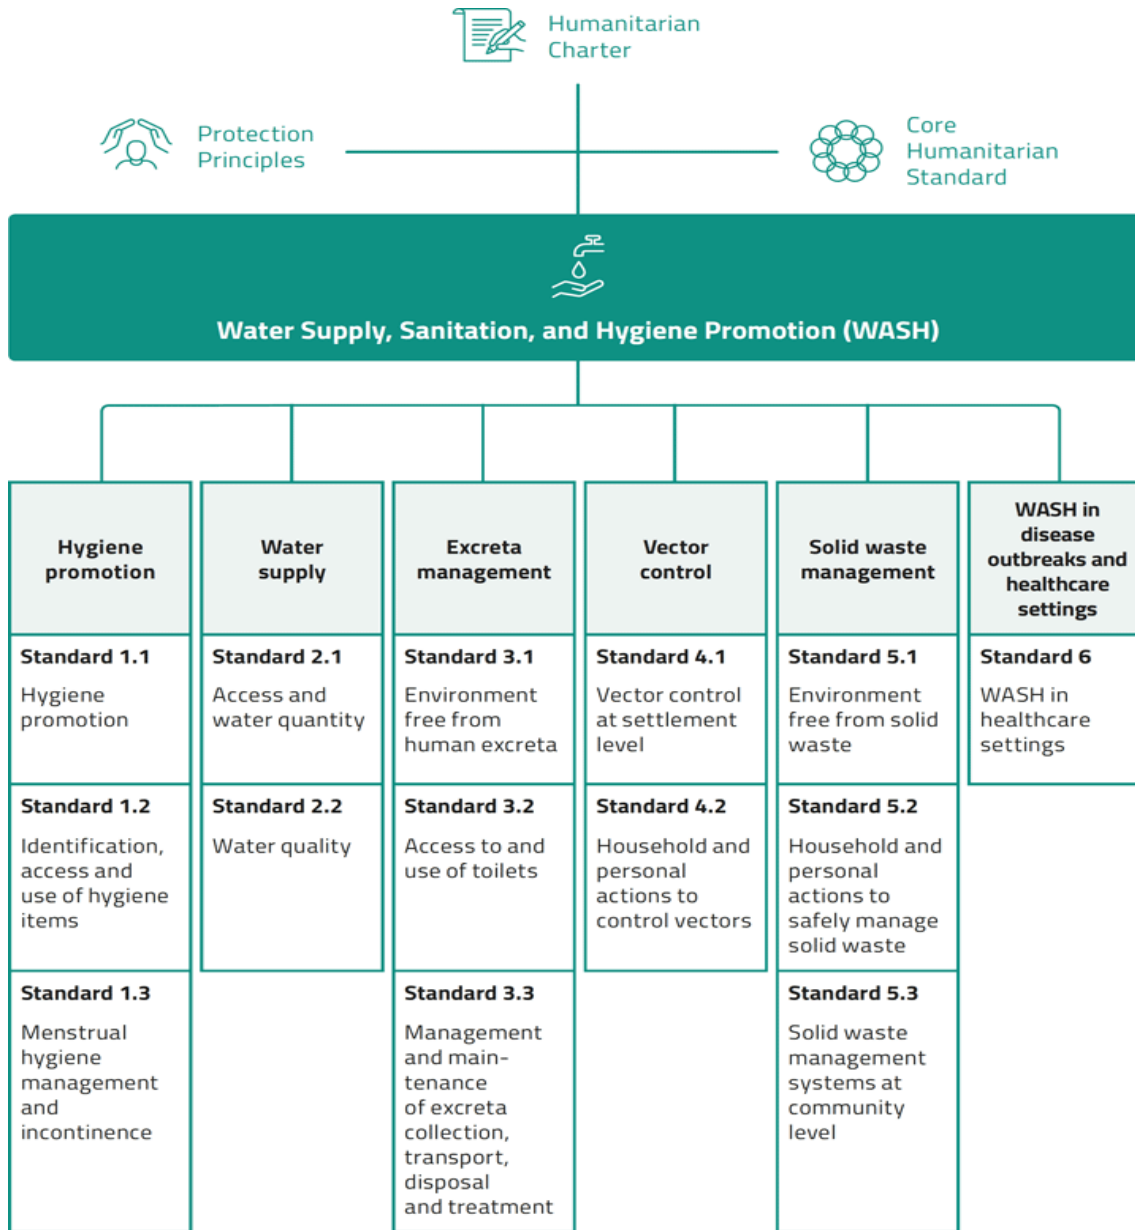 Humanitarian
Charter
Protection
Principles
Core
Humanitarian
Standard
Water Supply, Sanitation, and Hygiene Promotion (WASH)
Hygiene
promotion
Standard 1.1
Hygiene
promotion
Standard 1.2
Identification,
access and
use of hygiene
items
Standard 1.3
Menstrual
hygiene
management
and
incontinence
Water
supply
Standard 2.1
Access and
water quantity
Standard 2.2
Water quality
Excreta
management
Standard 3.1
Environment
free from
human excreta
Standard 3.2
Access to and
use of toilets
Standard 3.3
Management
and main-
tenance
of excreta
collection,
transport,
disposal
and treatment
Vector
control
Standard 4.1
Vector control
at settlement
level
Standard 4.2
Household and
personal
actions to
control vectors
Solid waste
management
Standard 5.1
Environment
free from solid
waste
Standard 5.2
Household and
personal
actions to
safely manage
solid waste
Standard 5.3
Solid waste
management
systems at
community
level
WASH in
disease
outbreaks and
healthcare
settings
Standard 6
WASH in
healthcare
settings